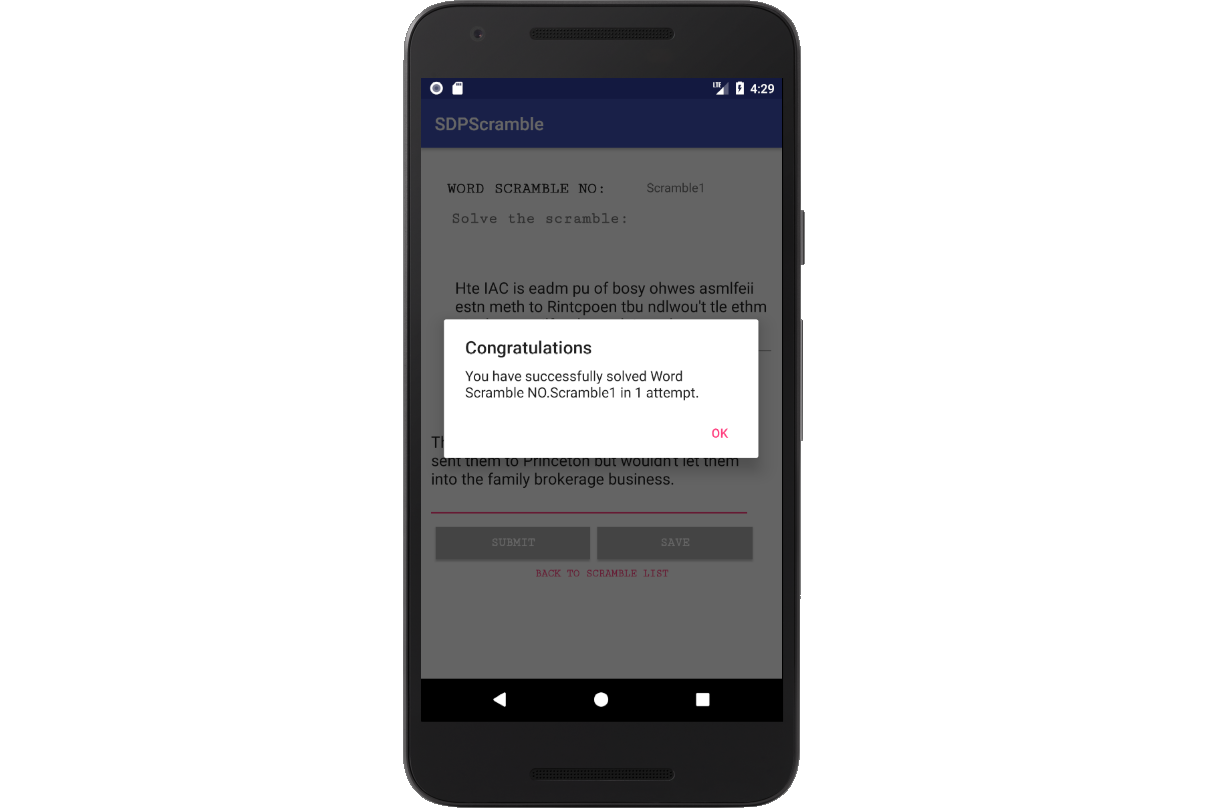 LTE 4:29
SDPScramble
WORD SCRAMBLE NO: Scramble1
Solve the scramble:
Hte IAC is eadm pu of bosy ohwes asmlfeii
estn meth to Rintcpoen tbu ndlwou't tle ethm
Congratulations
You have successfully solved Word
Scramble NO.Scramble1 in 1 attempt.
OK
sent them to Princeton but wouldn't let them
into the family brokerage business.
SUBMIT SAVE
BACK TO SCRAMBLE LIST